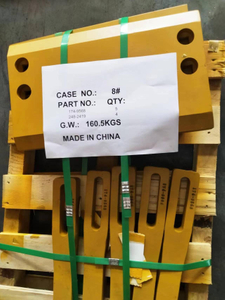 CASE NO.: 8#
PART NO.: QTY:
G.W.: 160.5KGS
MADE IN CHINA